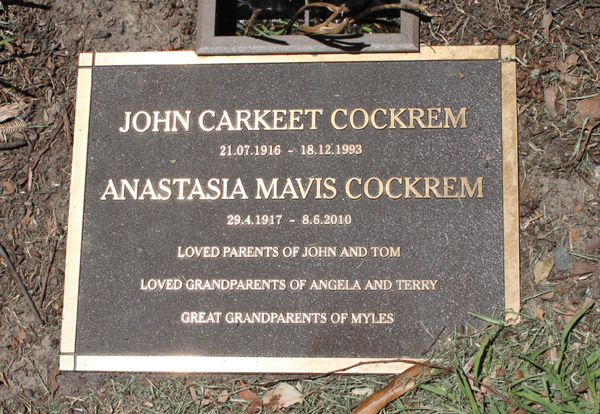 JOHN CARKEET COCKREM
21.07.1916 - 18.12.1993
ANASTASIA MAVIS COCKREM
29.4.1917 - 8.6.2010
LOVED PARENTS OF JOHN AND TOM
LOVED GRANDPARENTS OF ANGELA AND TERRY
GREAT GRANDPARENTS OF MYLES